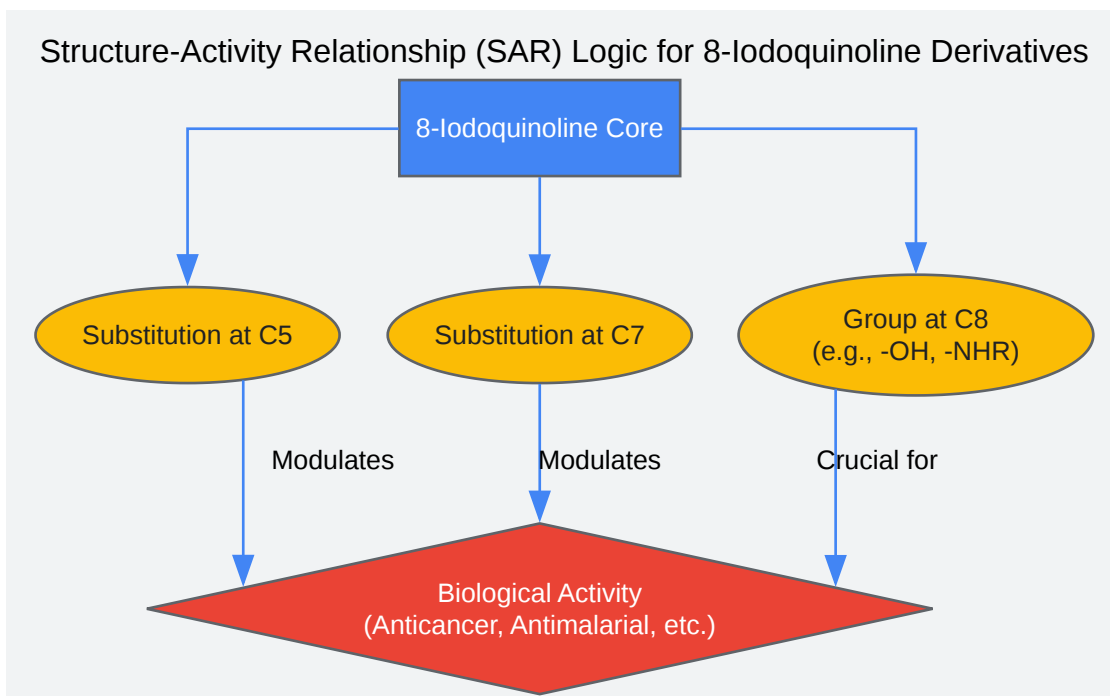 Structure-Activity Relationship (SAR) Logic for 8-Iodoquinoline Derivatives
8-Iodoquinoline Core
Substitution at C5
Substitution at C7
Group at C8
(e.g., -OH, -NHR)
Modulates
Modulates
Crucial for
Biological Activity
(Anticancer, Antimalarial, etc.)